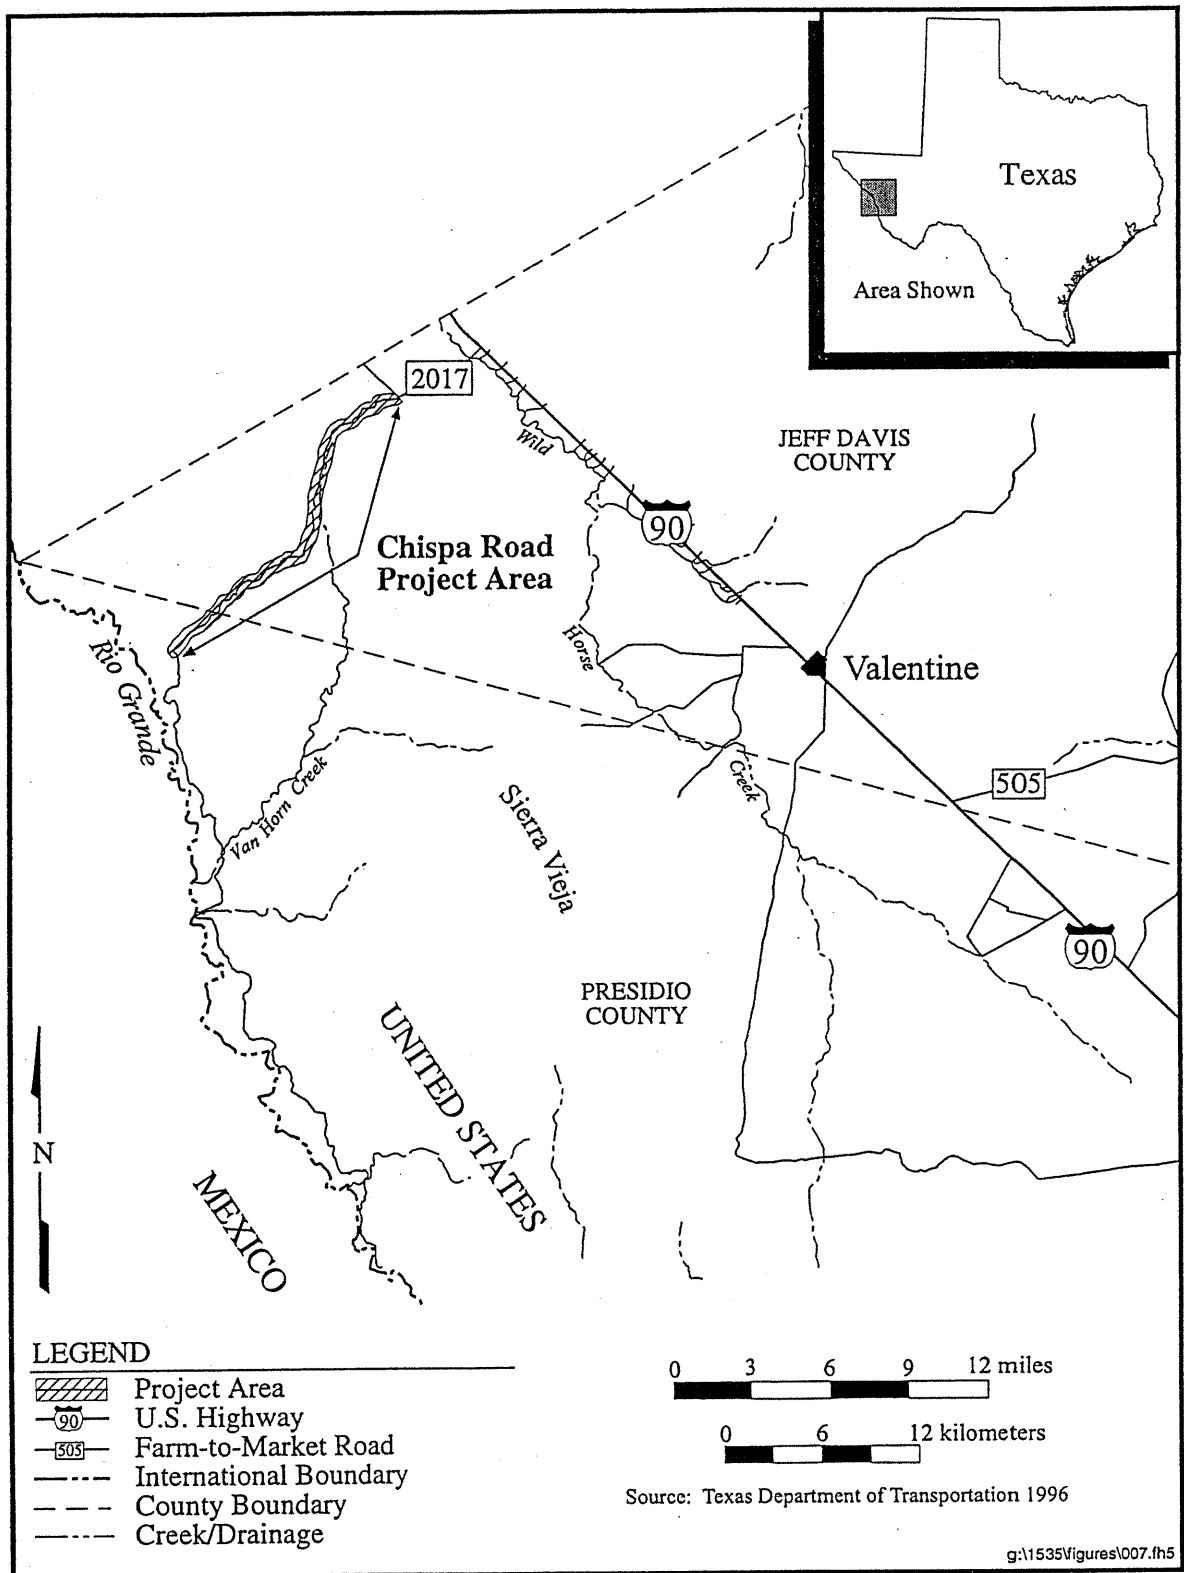 Texas
Area Shown
2017
Wild
JEFF DAVIS
COUNTY
90
Chispa Road
Project Area
Horse
Rio Grande
Valentine
Creek
505
Van Horn Creek
Sierra Vieja
90
PRESIDIO
COUNTY
UNITED STATES
N
MEXICO
LEGEND
Project Area
90 U.S. Highway
505 Farm-to-Market Road
International Boundary
County Boundary
Creek/Drainage
0 3 6 9 12 miles
0 6 12 kilometers
Source: Texas Department of Transportation 1996
g:\1535\figures\007.fh5